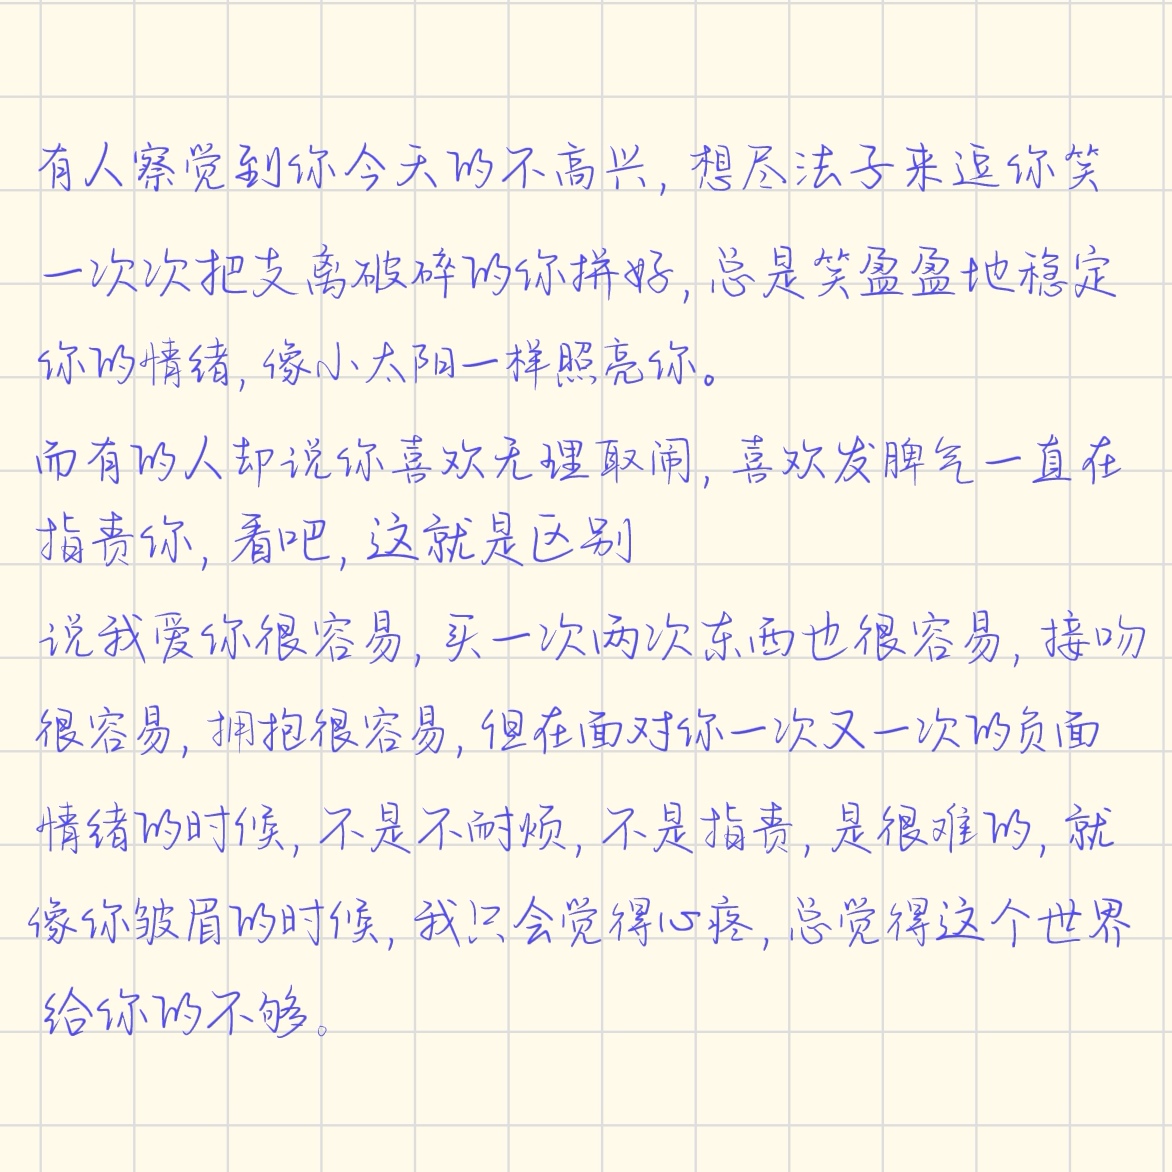 有人察觉到你今天的不高兴, 想尽法子来逗你笑
一次次把支离破碎的你拼好, 总是笑盈盈地稳定
你的情绪, 像小太阳一样照亮你。
而有的人却说你喜欢无理取闹, 喜欢发脾气一直在
指责你, 看吧, 这就是区别
说我爱你很容易, 买一次两次东西也很容易, 接吻
很容易, 拥抱很容易, 但在面对你一次又一次的负面
情绪的时候, 不是不耐烦, 不是指责, 是很难的, 就
像你皱眉的时候, 我只会觉得心疼, 总觉得这个世界
给你的不够。